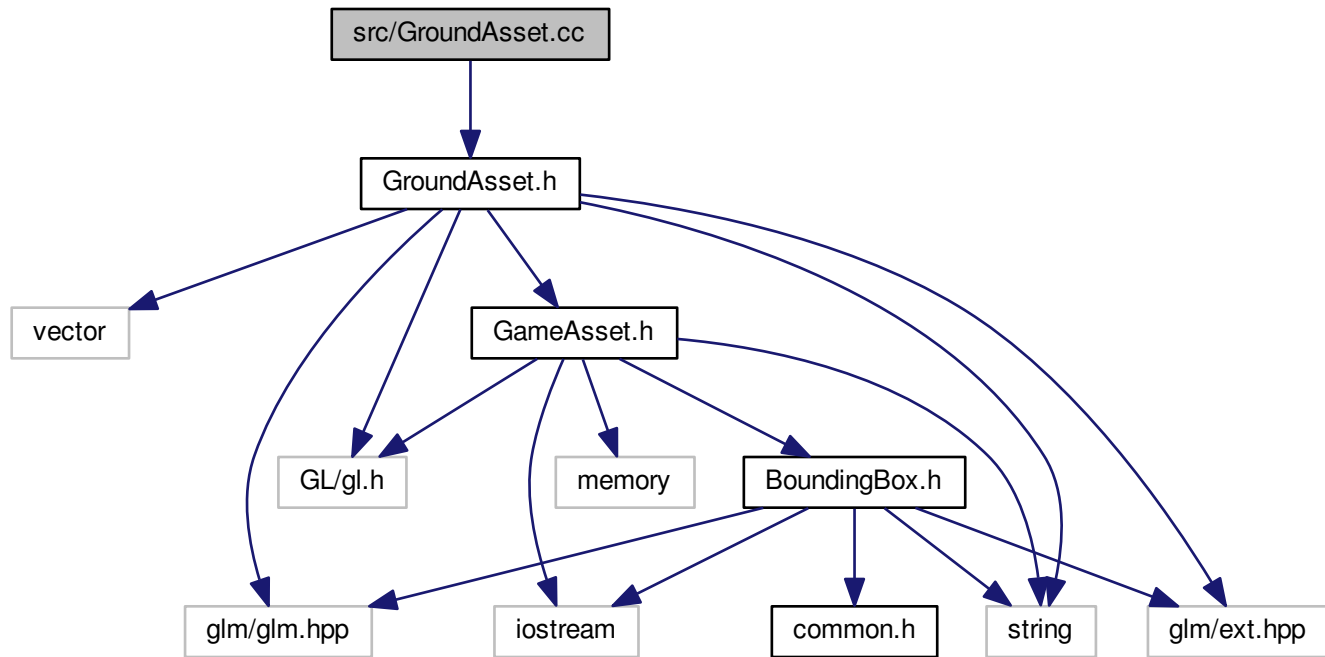 src/GroundAsset.cc
GroundAsset.h
vector
GameAsset.h
GL/gl.h
memory
BoundingBox.h
glm/glm.hpp
iostream
common.h
string
glm/ext.hpp